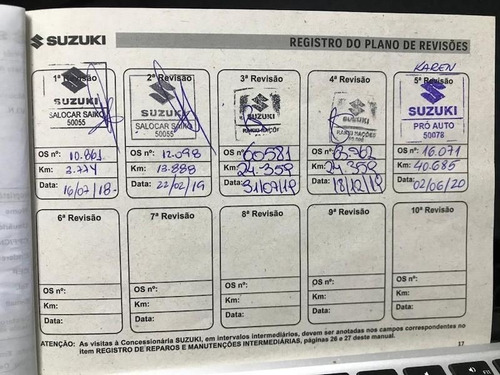 SUZUKI
REGISTRO DO PLANO DE REVISÕES
KAREN
1ª Revisão
SUZUKI
SALOCAR SAIKO
50055
OS nº: 10.861
Km:
Data: 16/07/18
2ª Revisão
SUZUKI
SALOCAR SAIKO
50055
OS nº: 12.098
Km: 13.888
Data: 22/02/19
3ª Revisão
SUZUKI
OS nº: 60581
Km: 24.359
Data: 31/07/19
4ª Revisão
SUZUKI
OS nº:
Km: 24.359
Data: 18/12/19
5ª Revisão
SUZUKI
PRÓ AUTO
50078
OS nº: 16.071
Km: 40.685
Data: 02/06/20
6ª Revisão
OS nº:
Km:
Data:
7ª Revisão
OS nº:
Km:
Data:
8ª Revisão
OS nº:
Km:
Data:
9ª Revisão
OS nº:
Km:
Data:
10ª Revisão
OS nº:
Km:
Data:
ATENÇÃO: As visitas à Concessionária SUZUKI, em intervalos intermediários, devem ser anotadas nos campos correspondentes no
item REGISTRO DE REPAROS E MANUTENÇÕES INTERMEDIÁRIAS, páginas 26 e 27 deste manual.
17